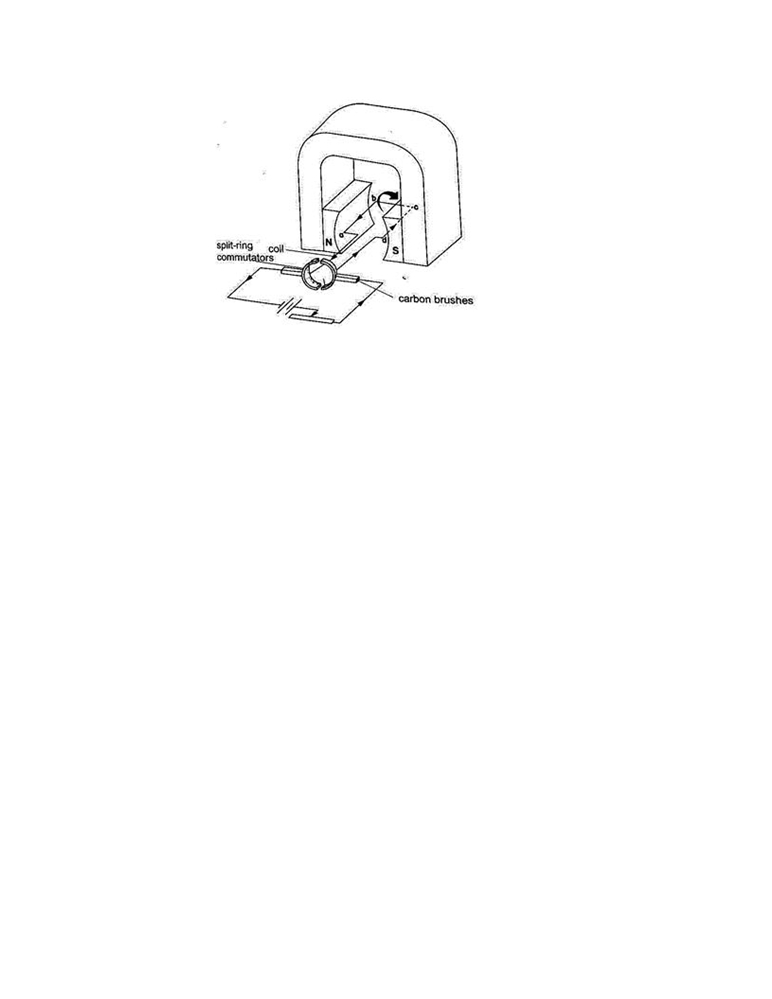 b
c
a
N
d
S
split-ring
commutators
coil
carbon brushes